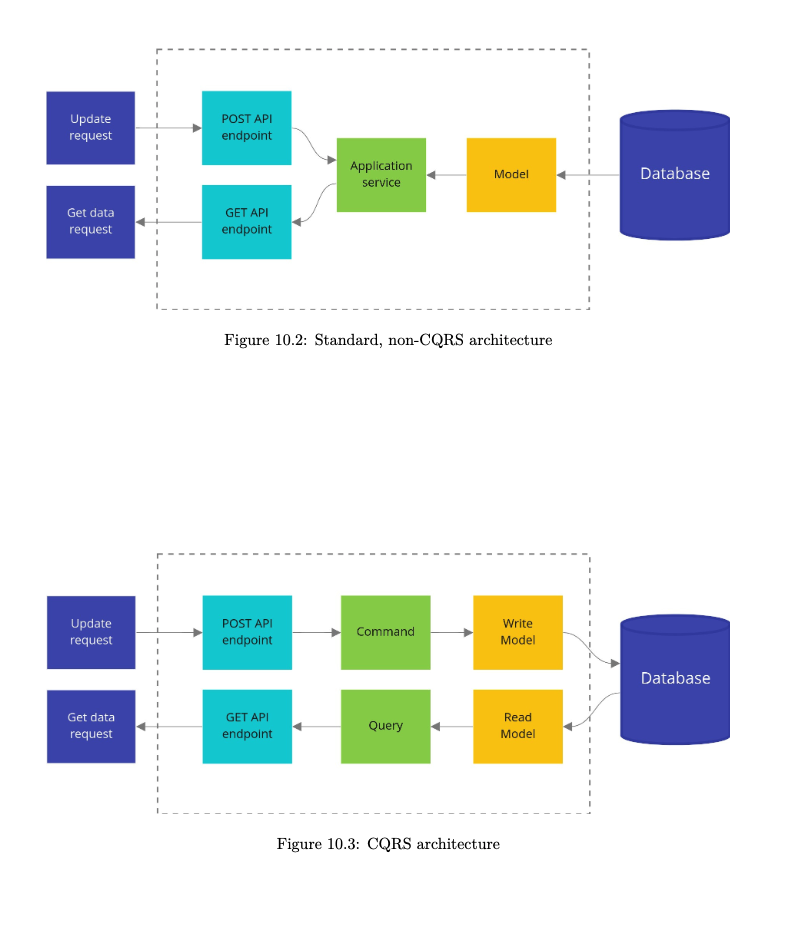 Update
request
POST API
endpoint
Application
service
Model
Database
Get data
request
GET API
endpoint
Figure 10.2: Standard, non-CQRS architecture
Update
request
POST API
endpoint
Command
Write
Model
Database
Get data
request
GET API
endpoint
Query
Read
Model
Figure 10.3: CQRS architecture